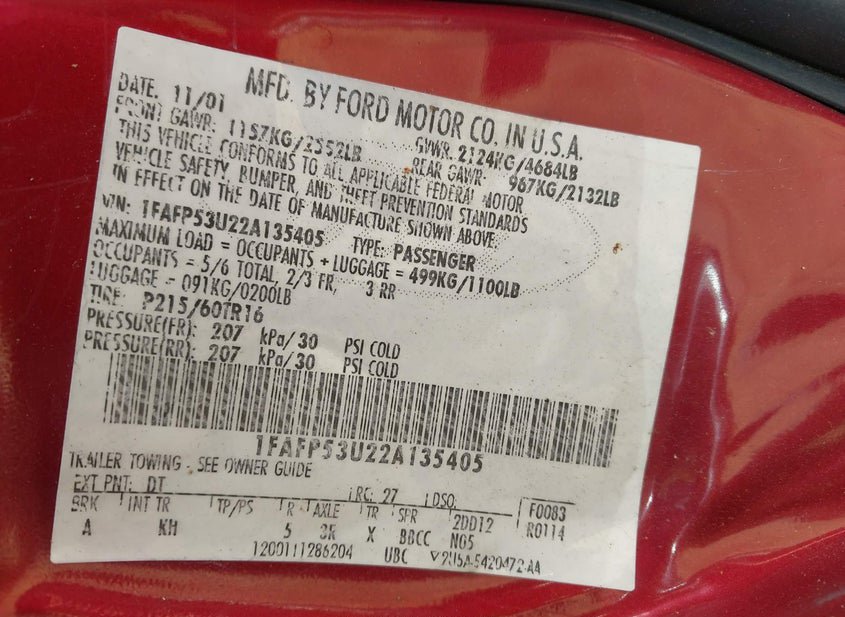 MFD. BY FORD MOTOR CO. IN U.S.A.
DATE: 11/01 GVWR: 2124KG/4684LB
FRONT GAWR: 1157KG/2552LB REAR GAWR: 967KG/2132LB
THIS VEHICLE CONFORMS TO ALL APPLICABLE FEDERAL MOTOR
VEHICLE SAFETY, BUMPER, AND THEFT PREVENTION STANDARDS
IN EFFECT ON THE DATE OF MANUFACTURE SHOWN ABOVE.
VIN: 1FAFP53U22A135405 TYPE: PASSENGER
MAXIMUM LOAD = OCCUPANTS + LUGGAGE = 499KG/1100LB
OCCUPANTS = 5/6 TOTAL, 2/3 FR, 3 RR
LUGGAGE = 091KG/0200LB
TIRE: P215/60TR16
PRESSURE(FR): 207 kPa/30 PSI COLD
PRESSURE(RR): 207 kPa/30 PSI COLD
1FAFP53U22A135405
TRAILER TOWING - SEE OWNER GUIDE
EXT PNT: DT RC: 27 DSO: F0083
BRK INT TR TP/PS R AXLE TR SPR 2DD12 R0114
A KH 5 3R X BBCC N05
1200111286204 UBC 2U5A-5420472-AA